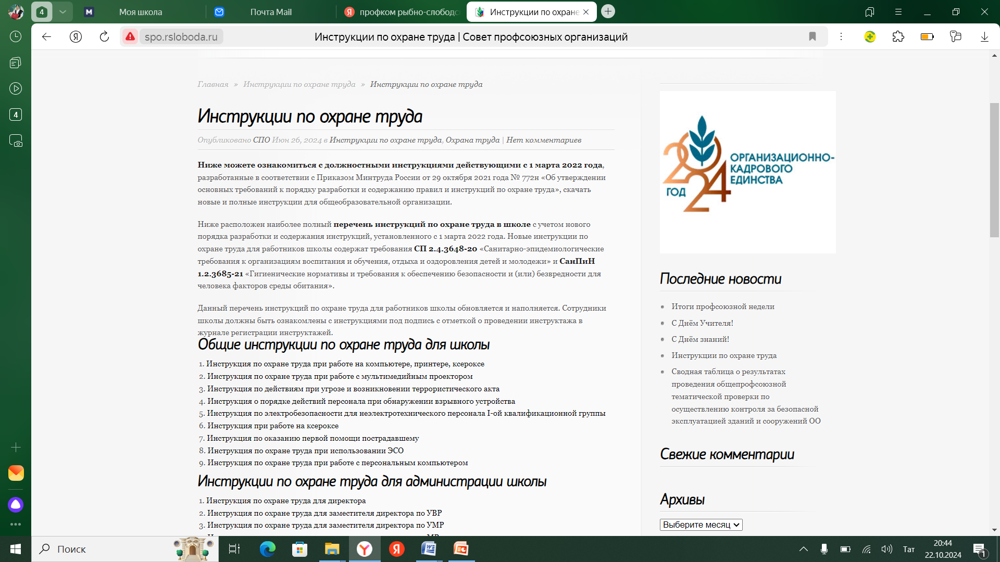 4
Моя школа
Почта Mail
профком рыбно-слободс
Инструкции по охране
spo.rsloboda.ru
Инструкции по охране труда | Совет профсоюзных организаций
4
Главная » Инструкции по охране труда » Инструкции по охране труда
Инструкции по охране труда
Опубликовано СПО Июн 26, 2024 в Инструкции по охране труда, Охрана труда | Нет комментариев
Ниже можете ознакомиться с должностными инструкциями действующими с 1 марта 2022 года,
разработанные в соответствии с Приказом Минтруда России от 29 октября 2021 года № 772н «Об утверждении
основных требований к порядку разработки и содержанию правил и инструкций по охране труда», скачать
новые и полные инструкции для общеобразовательной организации.
Ниже расположен наиболее полный перечень инструкций по охране труда в школе с учетом нового
порядка разработки и содержания инструкций, установленного с 1 марта 2022 года. Новые инструкции по
охране труда для работников школы содержат требования СП 2.4.3648-20 «Санитарно-эпидемиологические
требования к организациям воспитания и обучения, отдыха и оздоровления детей и молодежи» и СанПиН
1.2.3685-21 «Гигиенические нормативы и требования к обеспечению безопасности и (или) безвредности для
человека факторов среды обитания».
Данный перечень инструкций по охране труда для работников школы обновляется и наполняется. Сотрудники
школы должны быть ознакомлены с инструкциями под подпись с отметкой о проведении инструктажа в
журнале регистрации инструктажей.
Общие инструкции по охране труда для школы
1. Инструкция по охране труда при работе на компьютере, принтере, ксероксе
2. Инструкция по охране труда при работе с мультимедийным проектором
3. Инструкция по действиям при угрозе и возникновении террористического акта
4. Инструкция о порядке действий персонала при обнаружении взрывного устройства
5. Инструкция по электробезопасности для неэлектротехнического персонала I-ой квалификационной группы
6. Инструкция при работе на ксероксе
7. Инструкция по оказанию первой помощи пострадавшему
8. Инструкция по охране труда при использовании ЭСО
9. Инструкция по охране труда при работе с персональным компьютером
Инструкции по охране труда для администрации школы
1. Инструкция по охране труда для директора
2. Инструкция по охране труда для заместителя директора по УВР
3. Инструкция по охране труда для заместителя директора по УМР
2024
ГОД
ОРГАНИЗАЦИОННО-
КАДРОВОГО
ЕДИНСТВА
Последние новости
Итоги профсоюзной недели
С Днём Учителя!
С Днём знаний!
Инструкции по охране труда
Сводная таблица о результатах
проведения общепрофсоюзной
тематической проверки по
осуществлению контроля за безопасной
эксплуатацией зданий и сооружений ОО
Свежие комментарии
Архивы
Выберите месяц
Поиск
Тат
20:44
22.10.2024
1